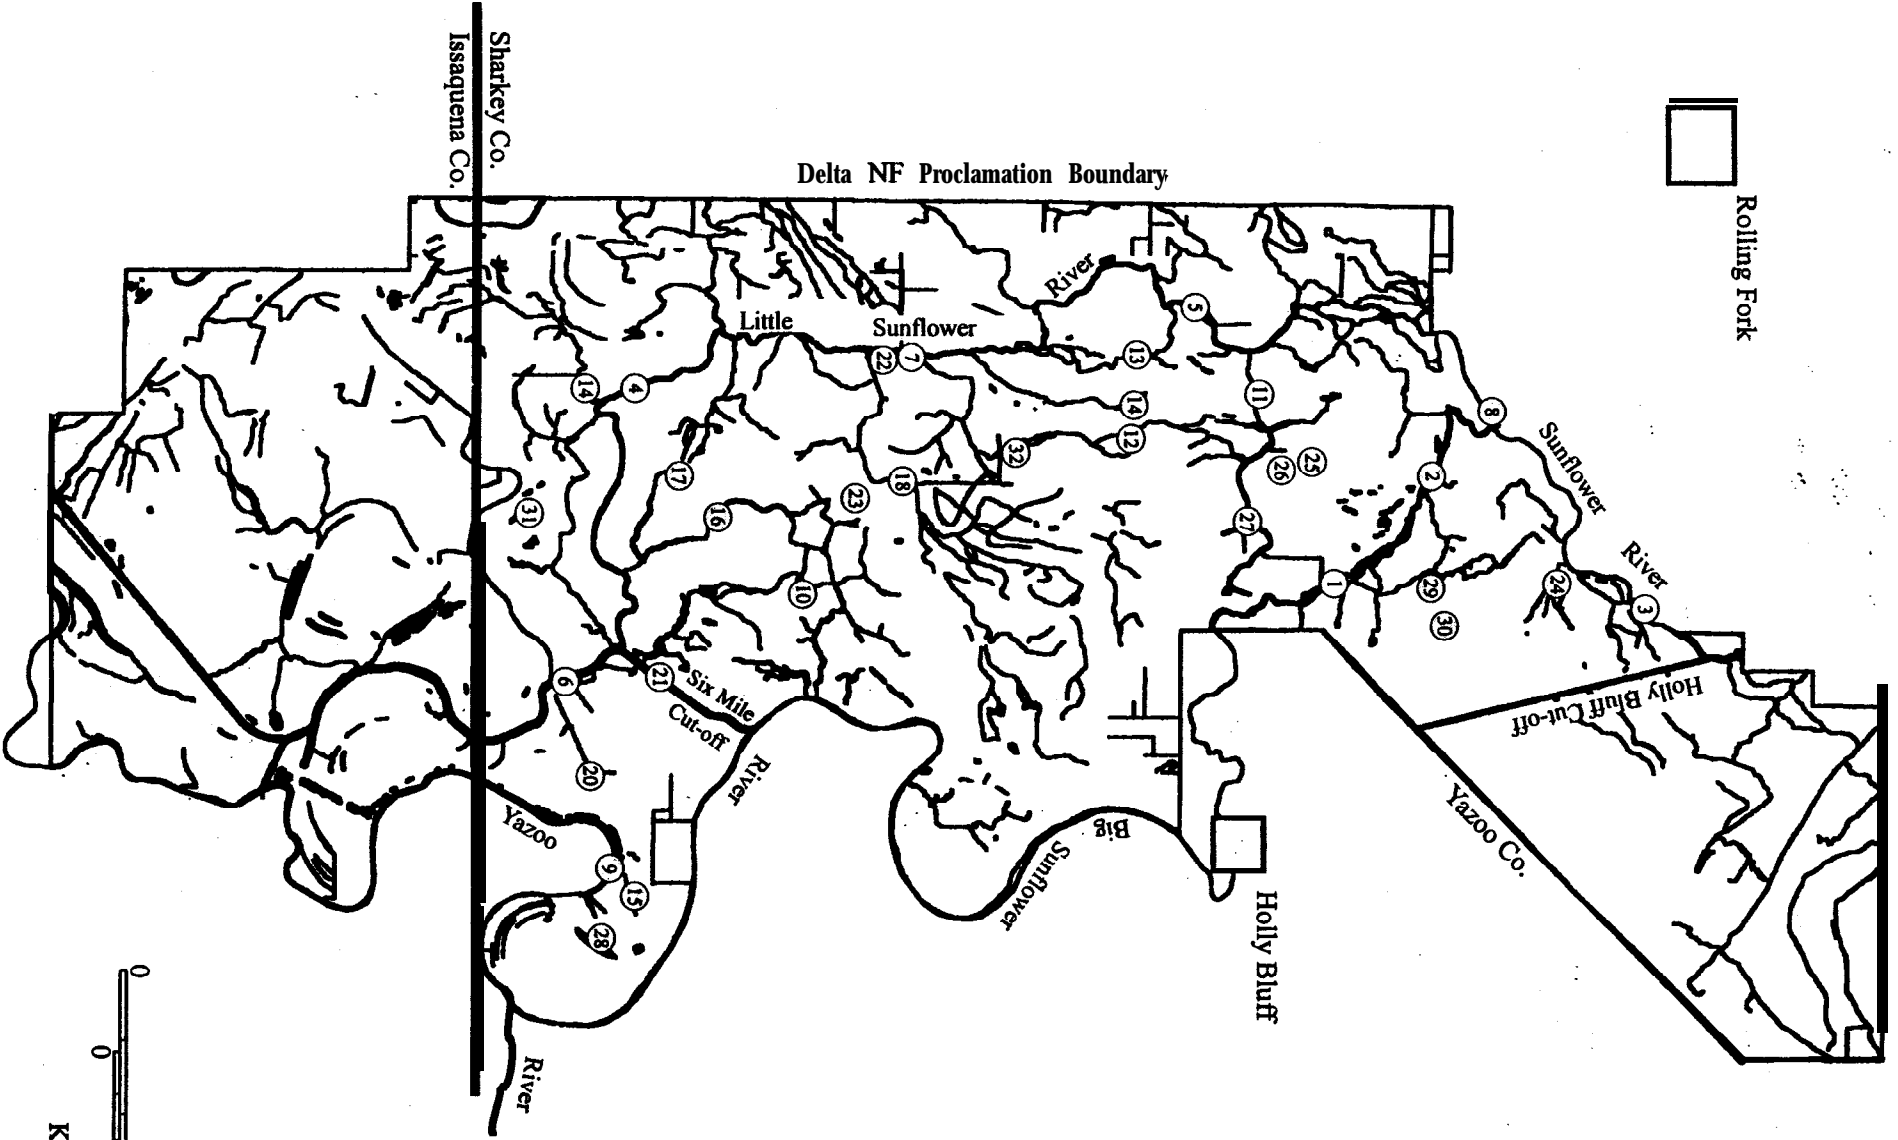 Sharkey Co.
Issaquena Co.
Delta NF Proclamation Boundary
Rolling Fork
River
Little
Sunflower
5
13
22
7
14
4
14
11
8
Sunflower
12
32
25
26
2
17
18
23
16
31
27
River
1
29
24
3
30
10
6
21
Six Mile
Cut-off
Holly Bluff Cut-off
20
River
Yazoo
Big
Sunflower
Yazoo Co.
9
15
28
Holly Bluff
River
0
0
K